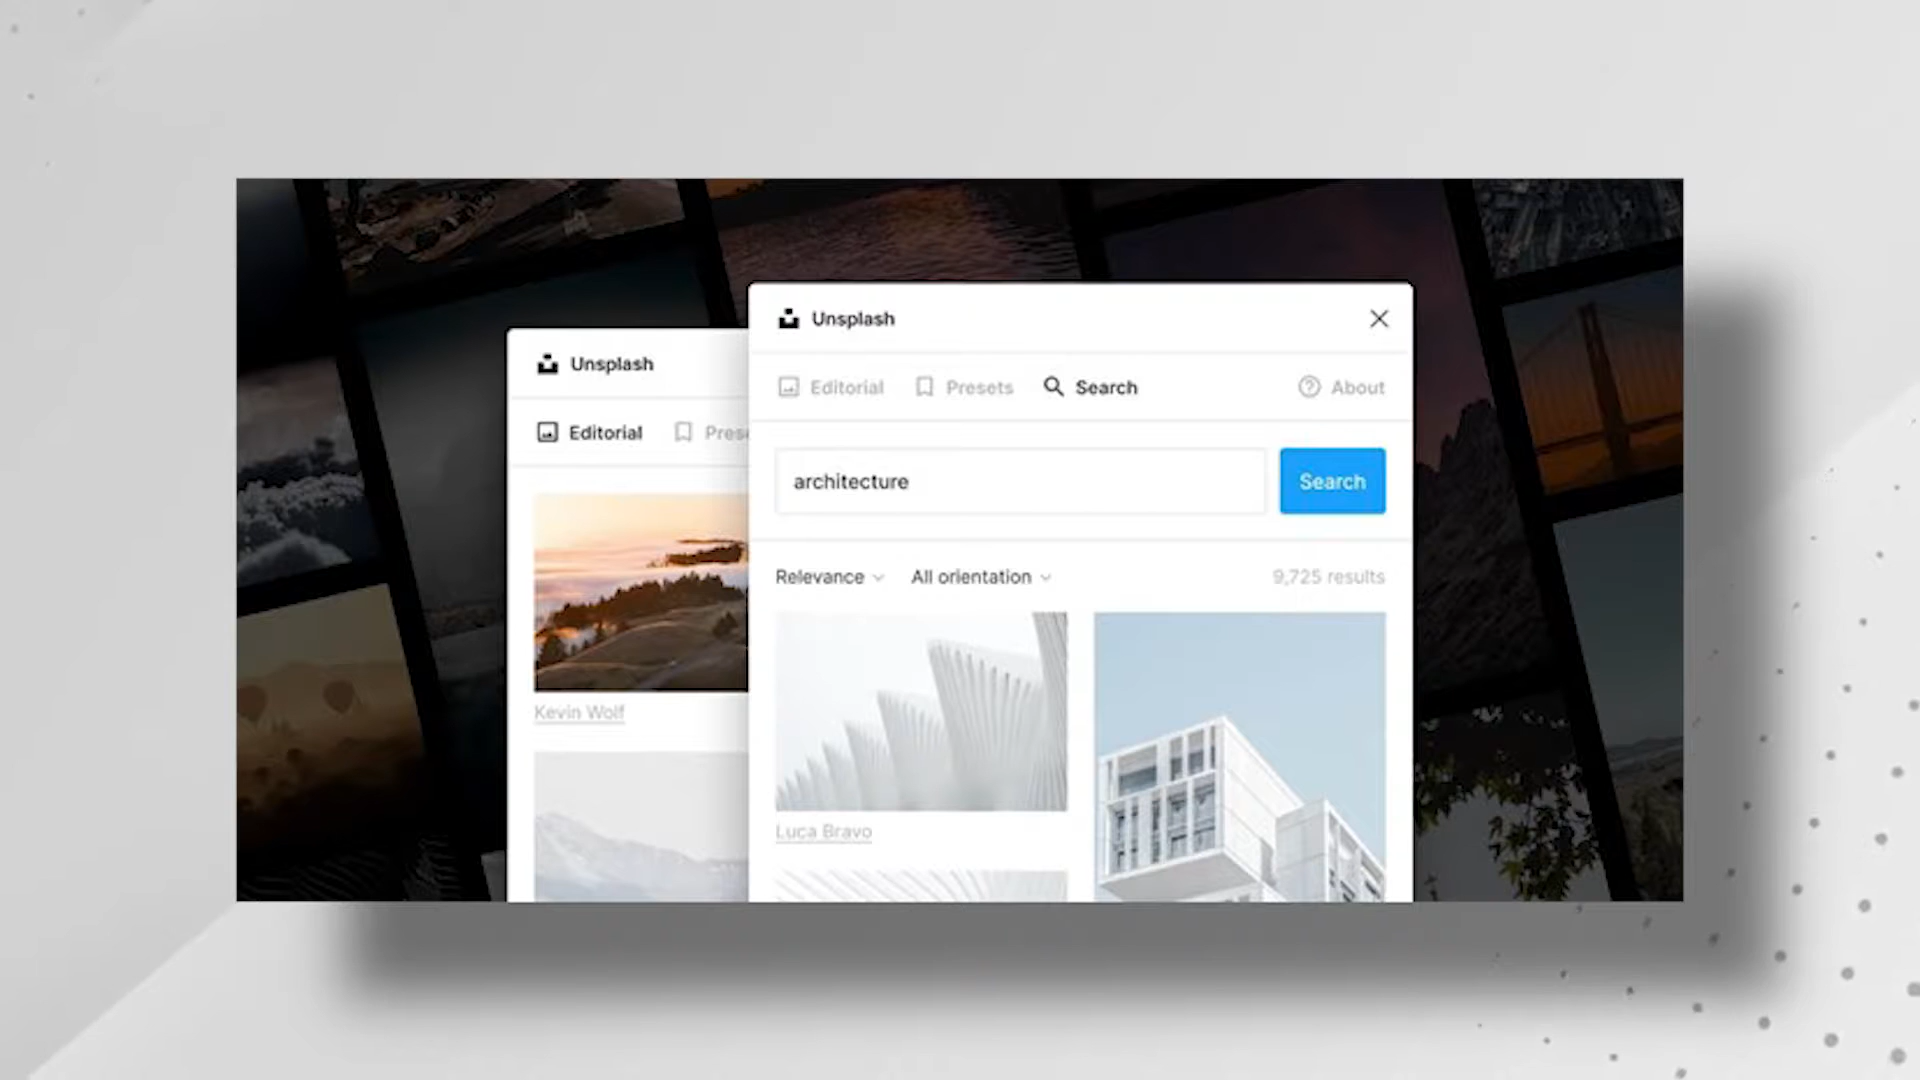 Unsplash
Editorial
Kevin Wolf
Unsplash
Editorial Presets Search About
architecture
Search
Relevance All orientation 9,725 results
Luca Bravo